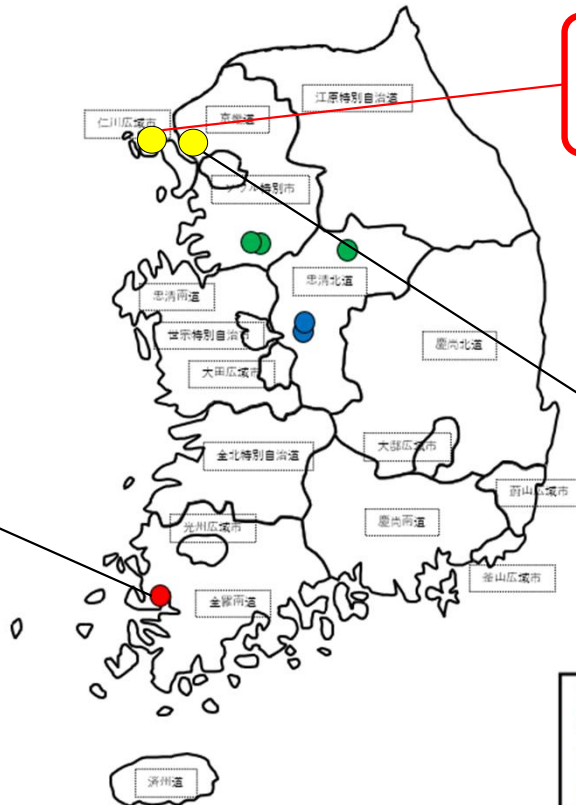 江原特別自治道
仁川広域市
京畿道
ソウル特別市
忠清北道
忠清南道
世宗特別自治市
慶尚北道
大田広域市
大邱広域市
全北特別自治道
蔚山広域市
慶尚南道
光州広域市
釜山広域市
全羅南道
済州道